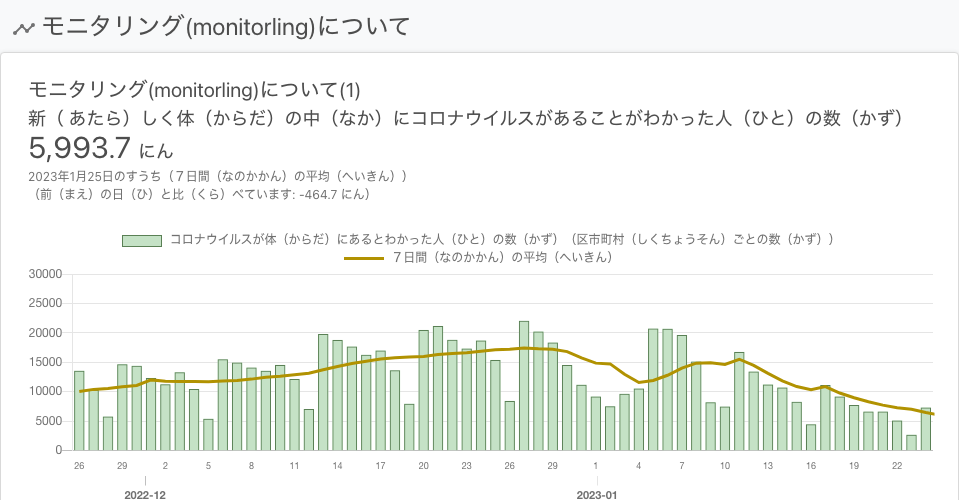 モニタリング(monitorling)について
モニタリング(monitorling)について(1)
新（ あたら）しく体（からだ）の中（なか）にコロナウイルスがあることがわかった人（ひと）の数（かず）
5,993.7 にん
2023年1月25日のすうち（７日間（なのかかん）の平均（へいきん））
（前（まえ）の日（ひ）と比（くら）べています: -464.7 にん）
コロナウイルスが体（からだ）にあるとわかった人（ひと）の数（かず）（区市町村（しくちょうそん）ごとの数（かず））
７日間（なのかかん）の平均（へいきん）
30000
25000
20000
15000
10000
5000
0
26 29 2 5 8 11 14 17 20 23 26 29 1 4 7 10 13 16 19 22
2022-12 2023-01